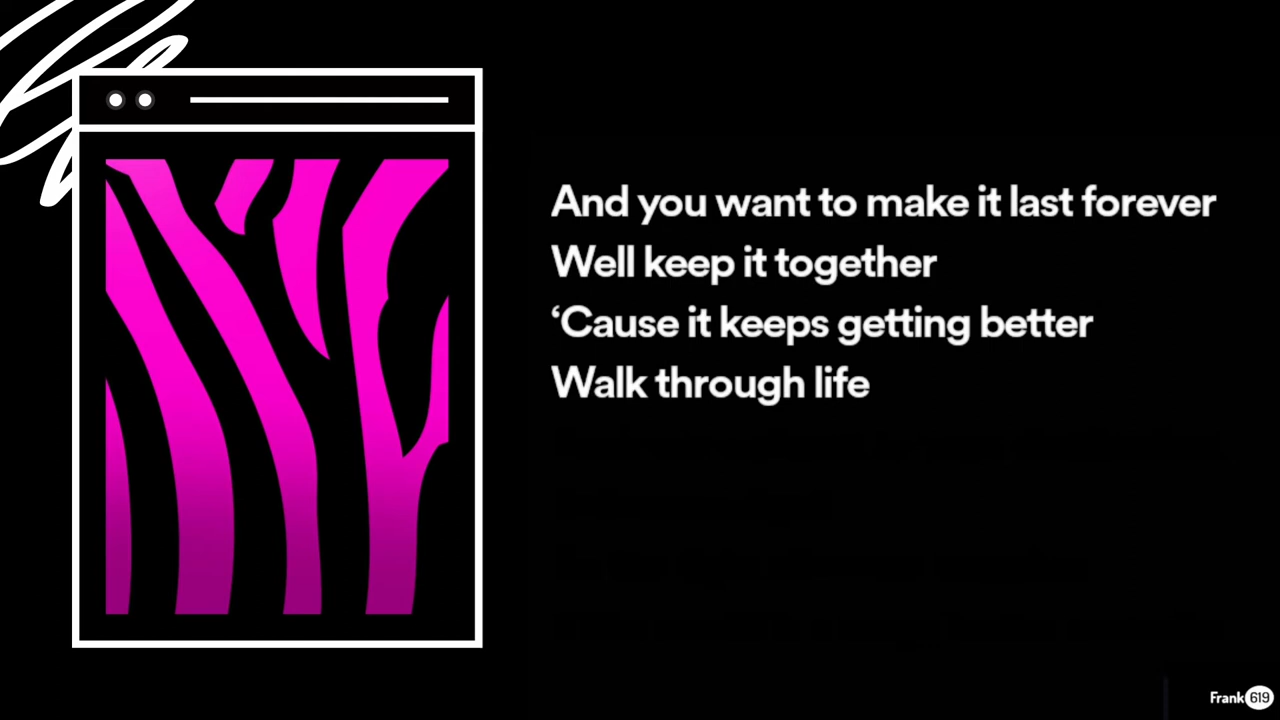 And you want to make it last forever
Well keep it together
‘Cause it keeps getting better
Walk through life
Frank 619